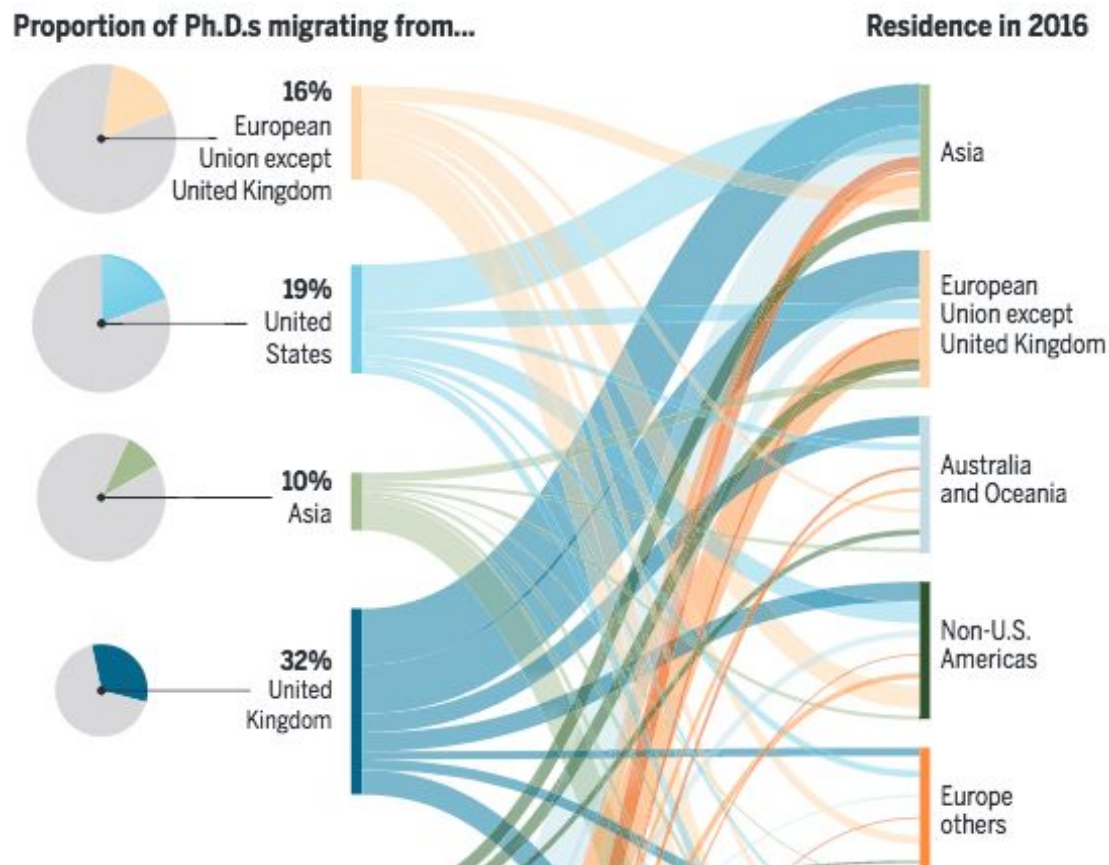 Proportion of Ph.D.s migrating from...
Residence in 2016
16%
European
Union except
United Kingdom
19%
United
States
10%
Asia
32%
United
Kingdom
Asia
European
Union except
United Kingdom
Australia
and Oceania
Non-U.S.
Americas
Europe
others